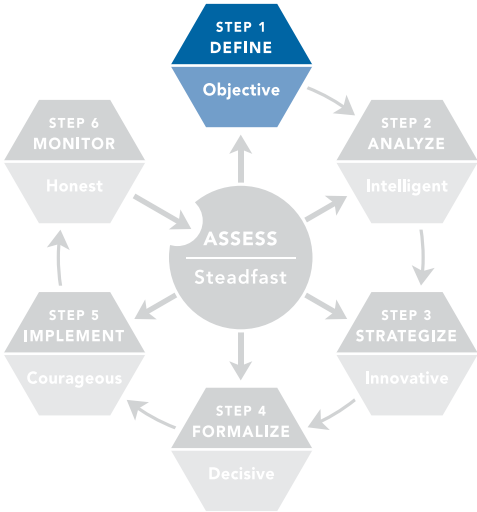 STEP 1
DEFINE
Objective
STEP 2
ANALYZE
Intelligent
STEP 3
STRATEGIZE
Innovative
STEP 4
FORMALIZE
Decisive
STEP 5
IMPLEMENT
Courageous
STEP 6
MONITOR
Honest
ASSESS
Steadfast